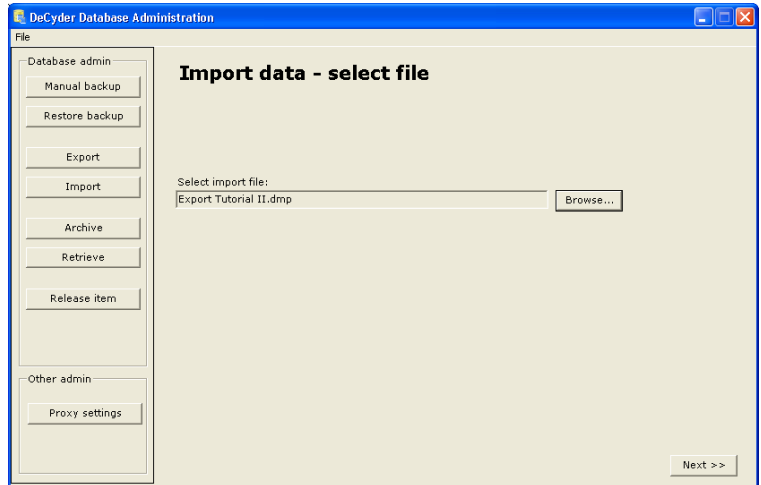 DeCyder Database Administration
File
Database admin
Manual backup
Restore backup
Export
Import
Archive
Retrieve
Release item
Other admin
Proxy settings
Import data - select file
Select import file:
Export Tutorial II.dmp
Browse...
Next >>